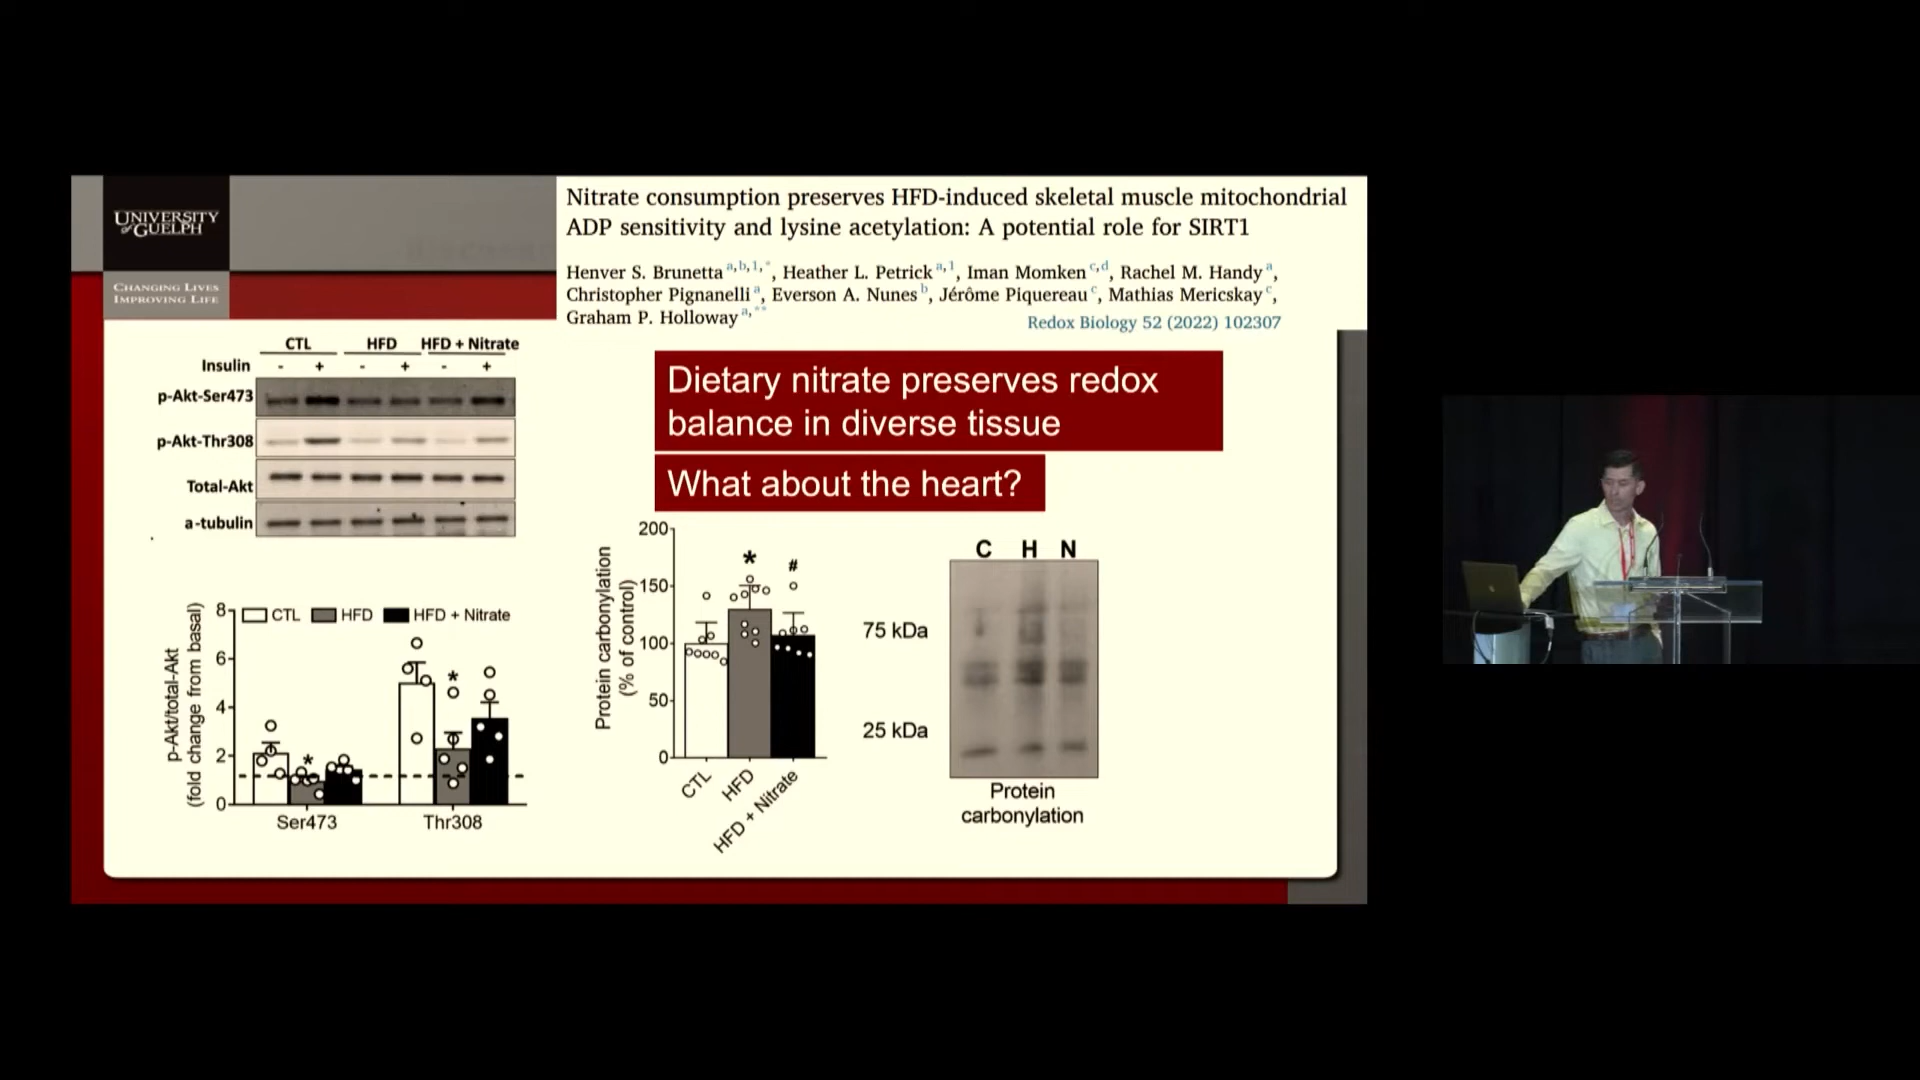 UNIVERSITY
of GUELPH
CHANGING LIVES
IMPROVING LIFE
Nitrate consumption preserves HFD-induced skeletal muscle mitochondrial
ADP sensitivity and lysine acetylation: A potential role for SIRT1
Henver S. Brunetta a,b,1,*, Heather L. Petrick a,1, Iman Momken c,d, Rachel M. Handy a,
Christopher Pignanelli a, Everson A. Nunes b, Jérôme Piquereau c, Mathias Mericskay c,
Graham P. Holloway a,**
Redox Biology 52 (2022) 102307
CTL HFD HFD + Nitrate
Insulin - + - + - +
p-Akt-Ser473
p-Akt-Thr308
Total-Akt
a-tubulin
Dietary nitrate preserves redox
balance in diverse tissue
What about the heart?
p-Akt/total-Akt
(fold change from basal)
8
6
4
2
0
CTL HFD HFD + Nitrate
*
*
Ser473 Thr308
Protein carbonylation
(% of control)
200
150
100
50
0
*
#
CTL
HFD
HFD + Nitrate
C H N
75 kDa
25 kDa
Protein
carbonylation